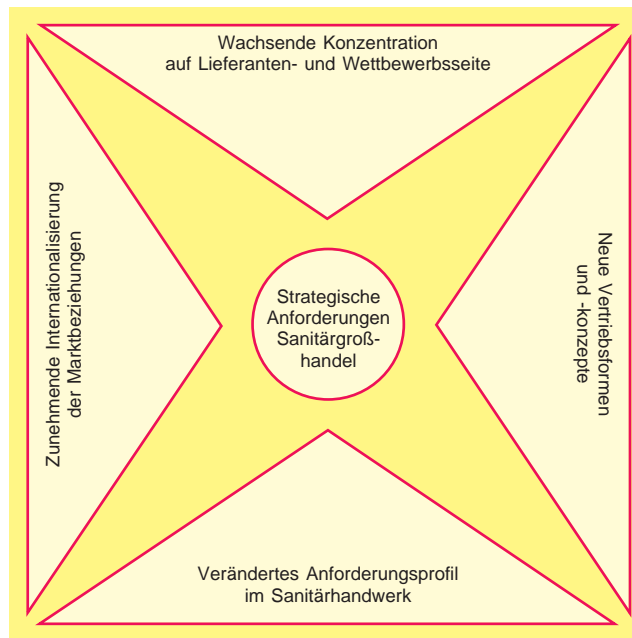 Wachsende Konzentration
auf Lieferanten- und Wettbewerbsseite
Zunehmende Internationalisierung
der Marktbeziehungen
Strategische
Anforderungen
Sanitärgroß-
handel
Neue Vertriebsformen
und -konzepte
Verändertes Anforderungsprofil
im Sanitärhandwerk